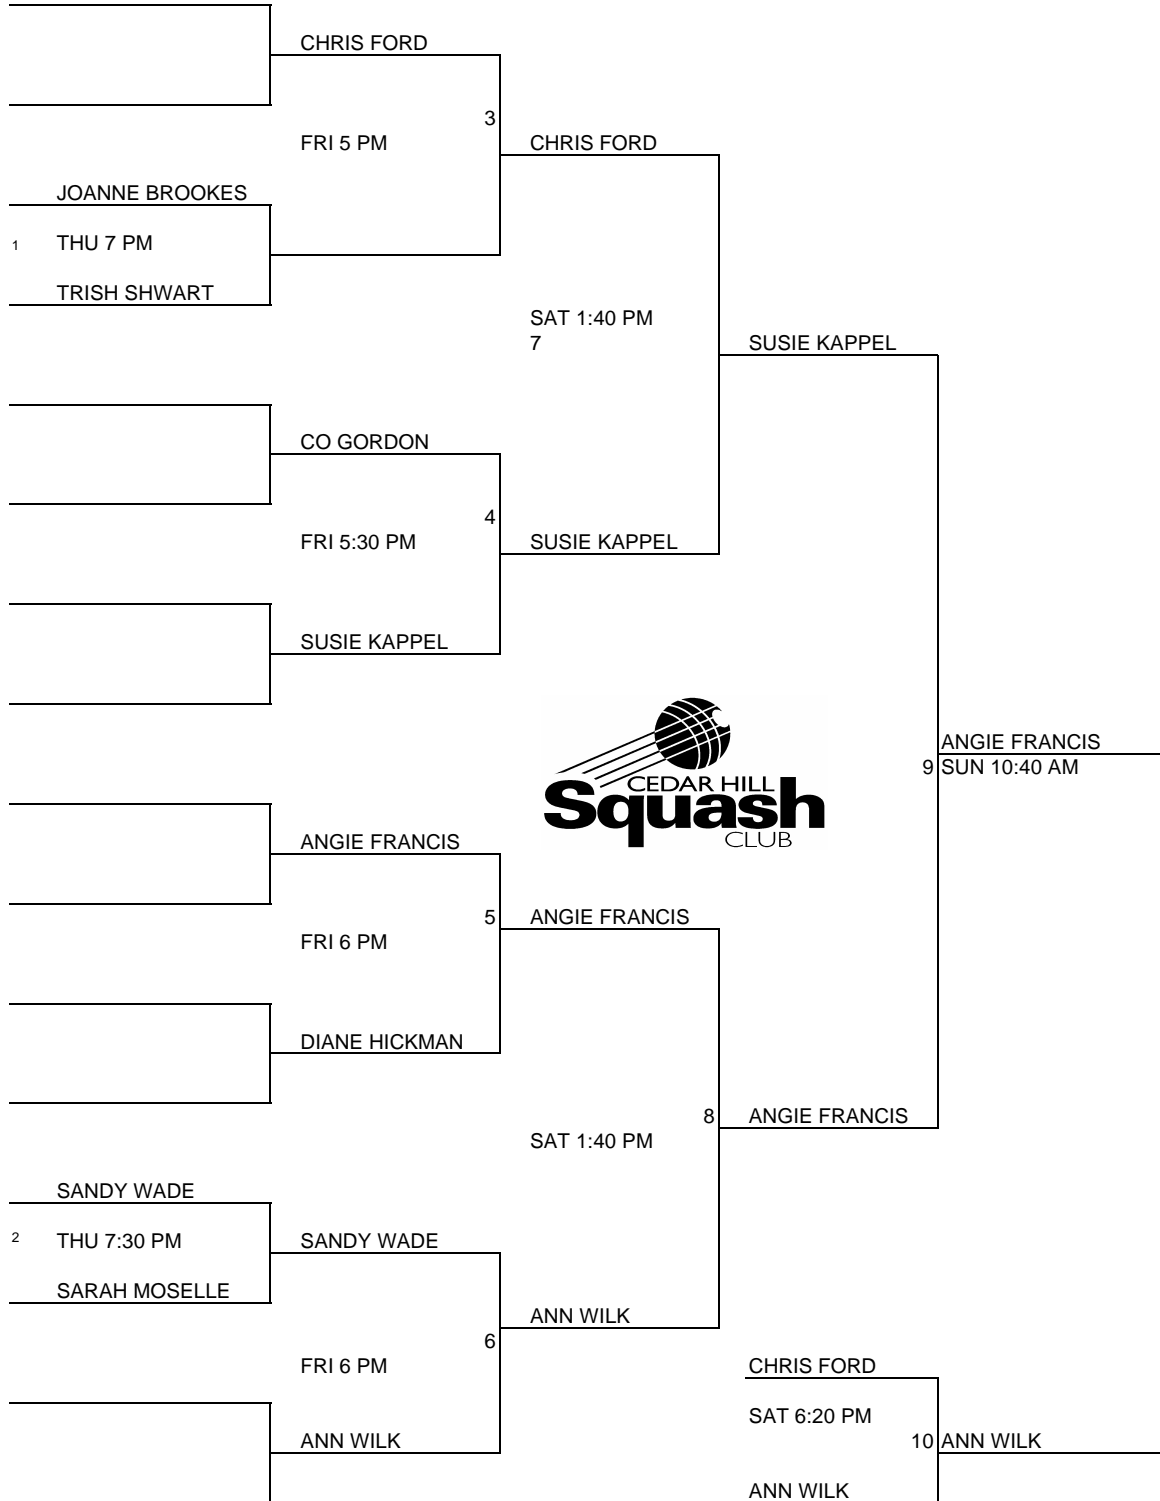 CHRIS FORD
3
FRI 5 PM
CHRIS FORD
JOANNE BROOKES
1 THU 7 PM
TRISH SHWART
SAT 1:40 PM
7
SUSIE KAPPEL
CO GORDON
4
FRI 5:30 PM
SUSIE KAPPEL
SUSIE KAPPEL
ANGIE FRANCIS
9 SUN 10:40 AM
CEDAR HILL
Squash
CLUB
ANGIE FRANCIS
5
ANGIE FRANCIS
FRI 6 PM
DIANE HICKMAN
8
ANGIE FRANCIS
SAT 1:40 PM
SANDY WADE
2 THU 7:30 PM
SANDY WADE
SARAH MOSELLE
ANN WILK
6
FRI 6 PM
CHRIS FORD
SAT 6:20 PM
ANN WILK
10 ANN WILK
ANN WILK